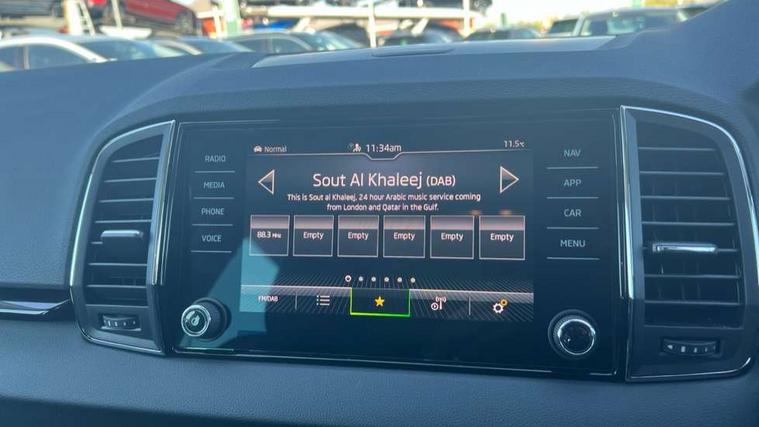 Normal
11:34am
11.5°C
RADIO
MEDIA
PHONE
VOICE
Sout Al Khaleej (DAB)
This is Sout al Khaleej, 24 hour Arabic music service coming
from London and Qatar in the Gulf.
88.3 MHz
Empty
Empty
Empty
Empty
Empty
FM/DAB
NAV
APP
CAR
MENU